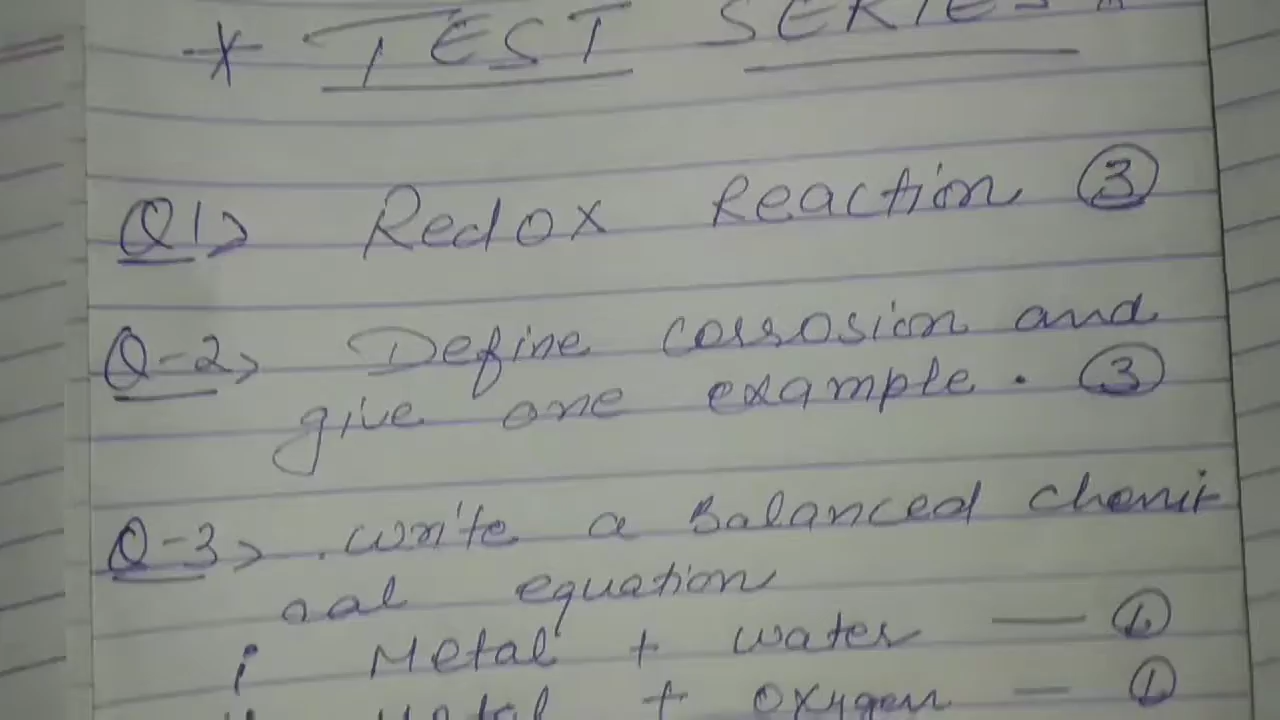 * TEST SERIES *
Q1> Redox Reaction ③
Q-2> Define corrosion and
give one example. ③
Q-3> .write a Balanced chemi
cal equation
i Metal + water — ①
Metal + oxygen — ①